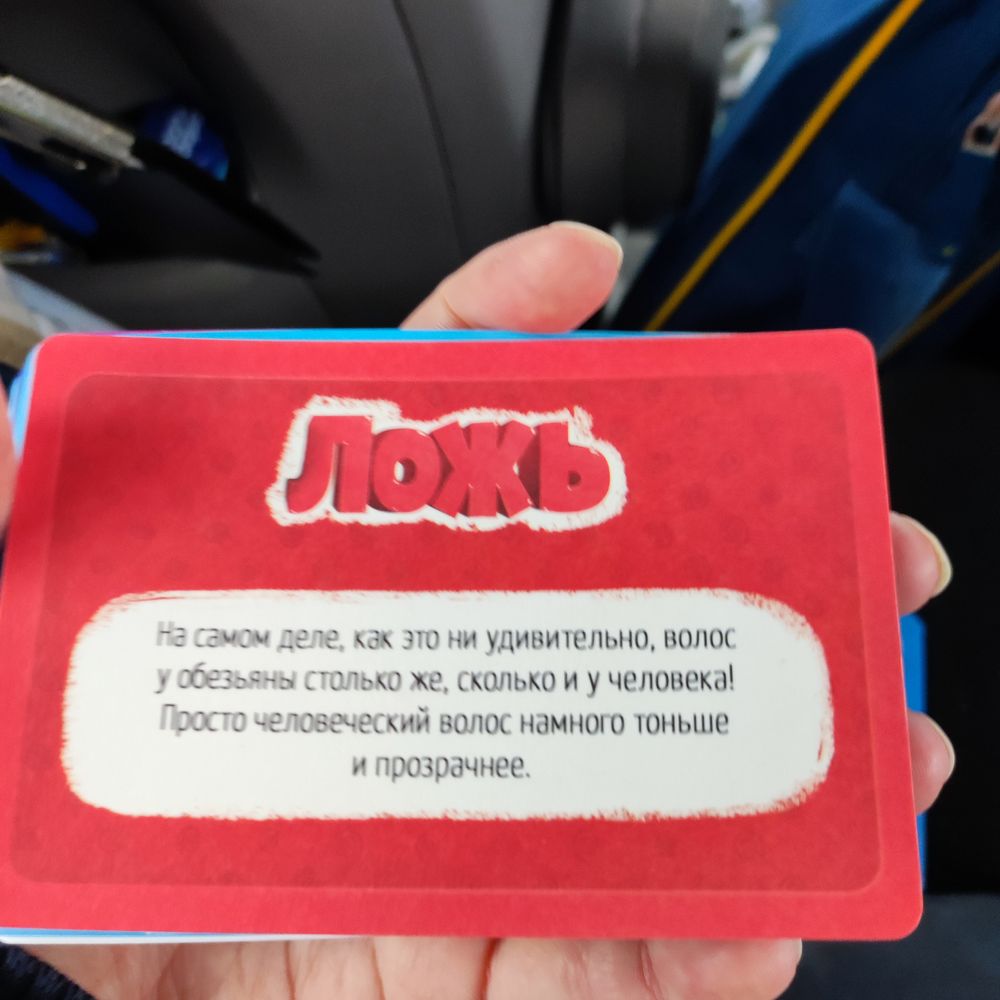 Ложь
На самом деле, как это ни удивительно, волос
у обезьяны столько же, сколько и у человека!
Просто человеческий волос намного тоньше
и прозрачнее.